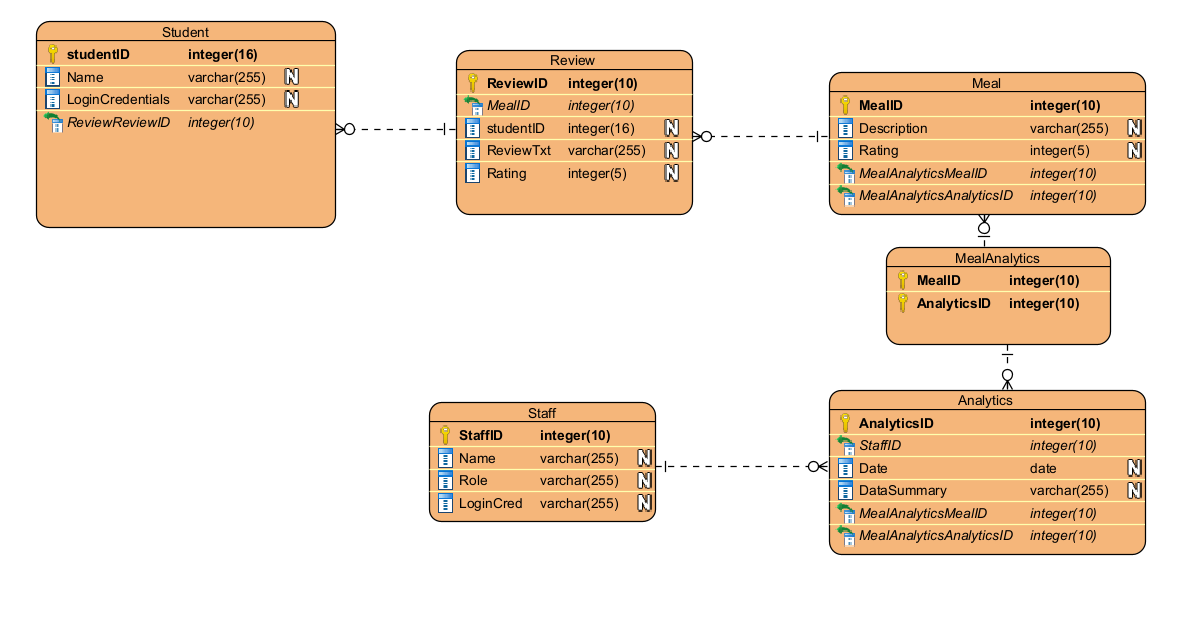 Student
studentID integer(16)
Name varchar(255) N
LoginCredentials varchar(255) N
ReviewReviewID integer(10)
Review
ReviewID integer(10)
MealID integer(10)
studentID integer(16) N
ReviewTxt varchar(255) N
Rating integer(5) N
Meal
MealID integer(10)
Description varchar(255) N
Rating integer(5) N
MealAnalyticsMealID integer(10)
MealAnalyticsAnalyticsID integer(10)
MealAnalytics
MealID integer(10)
AnalyticsID integer(10)
Staff
StaffID integer(10)
Name varchar(255) N
Role varchar(255) N
LoginCred varchar(255) N
Analytics
AnalyticsID integer(10)
StaffID integer(10)
Date date N
DataSummary varchar(255) N
MealAnalyticsMealID integer(10)
MealAnalyticsAnalyticsID integer(10)